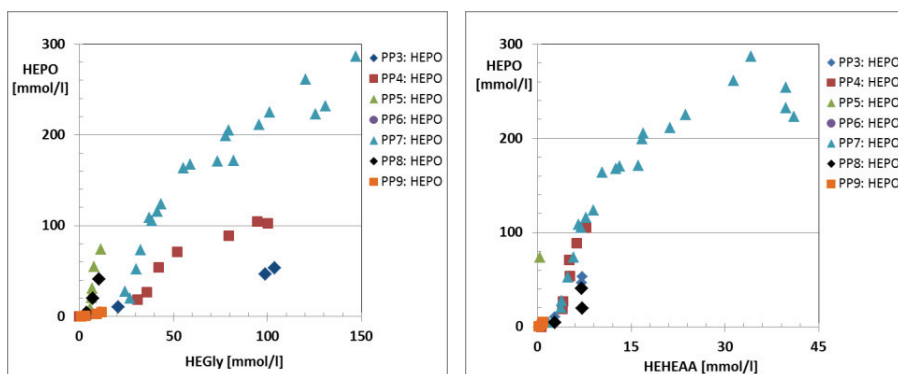 HEPO
[mmol/l]
300
200
100
0
0
50
100
150
HEGly [mmol/l]
PP3: HEPO
PP4: HEPO
PP5: HEPO
PP6: HEPO
PP7: HEPO
PP8: HEPO
PP9: HEPO
HEPO
[mmol/l]
300
200
100
0
0
15
30
45
HEHEAA [mmol/l]
PP3: HEPO
PP4: HEPO
PP5: HEPO
PP6: HEPO
PP7: HEPO
PP8: HEPO
PP9: HEPO